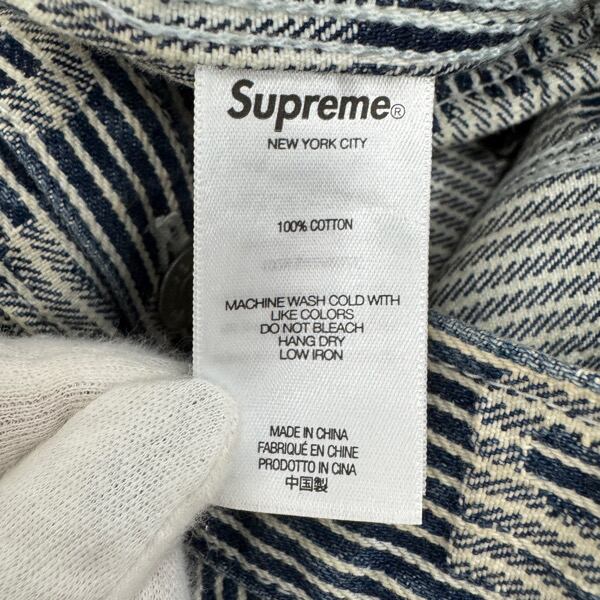 Supreme®
NEW YORK CITY
100% COTTON
MACHINE WASH COLD WITH
LIKE COLORS
DO NOT BLEACH
HANG DRY
LOW IRON
MADE IN CHINA
FABRIQUÉ EN CHINE
PRODOTTO IN CINA
中国製